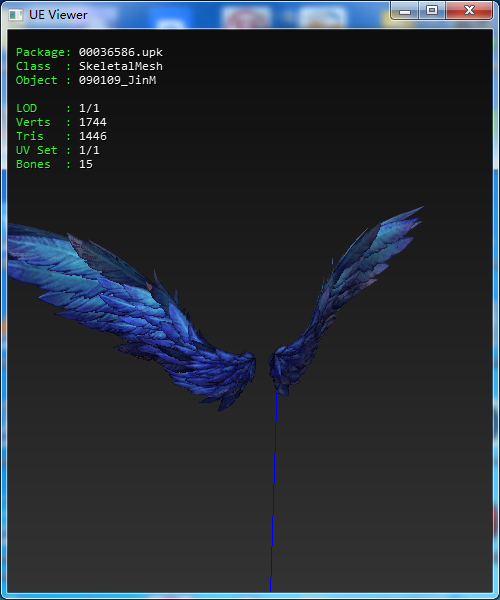 UE Viewer
Package: 00036586.upk
Class : SkeletalMesh
Object : 090109_JinM
LOD : 1/1
Verts : 1744
Tris : 1446
UV Set : 1/1
Bones : 15